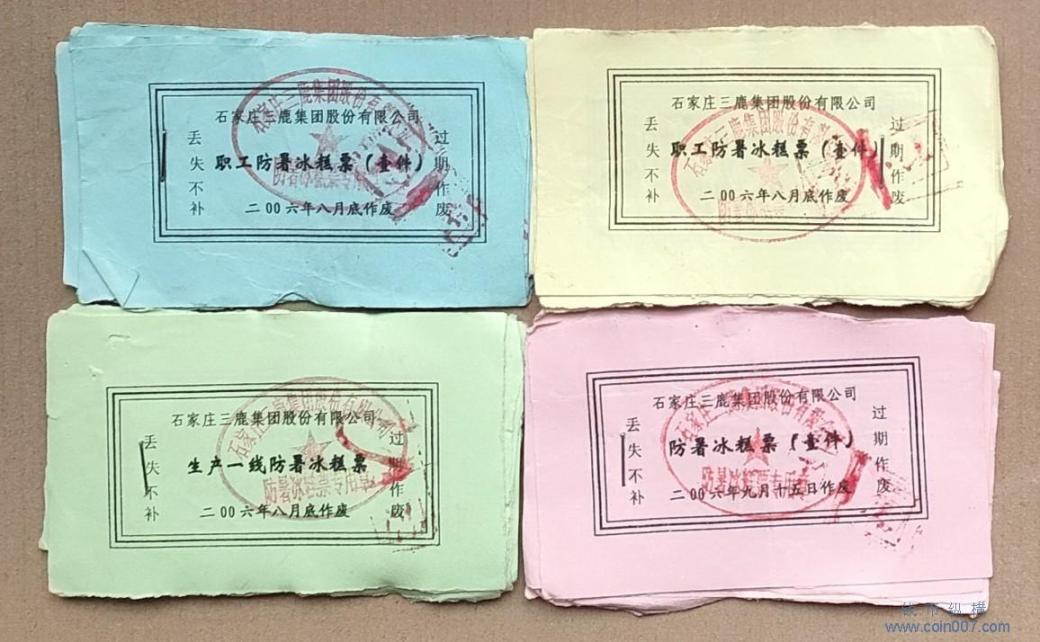 石家庄三鹿集团股份有限公司
丢失不补
职工防暑冰糕票（壹件）
过期作废
二00六年八月底作废
石家庄三鹿集团股份有限公司
丢失不补
职工防暑冰糕票（壹件）
过期作废
二00六年八月底作废
石家庄三鹿集团股份有限公司
丢失不补
生产一线防暑冰糕票
过期作废
二00六年八月底作废
石家庄三鹿集团股份有限公司
丢失不补
防暑冰糕票（壹件）
过期作废
二00六年九月十五日作废
钱币纵横
www.coin007.com